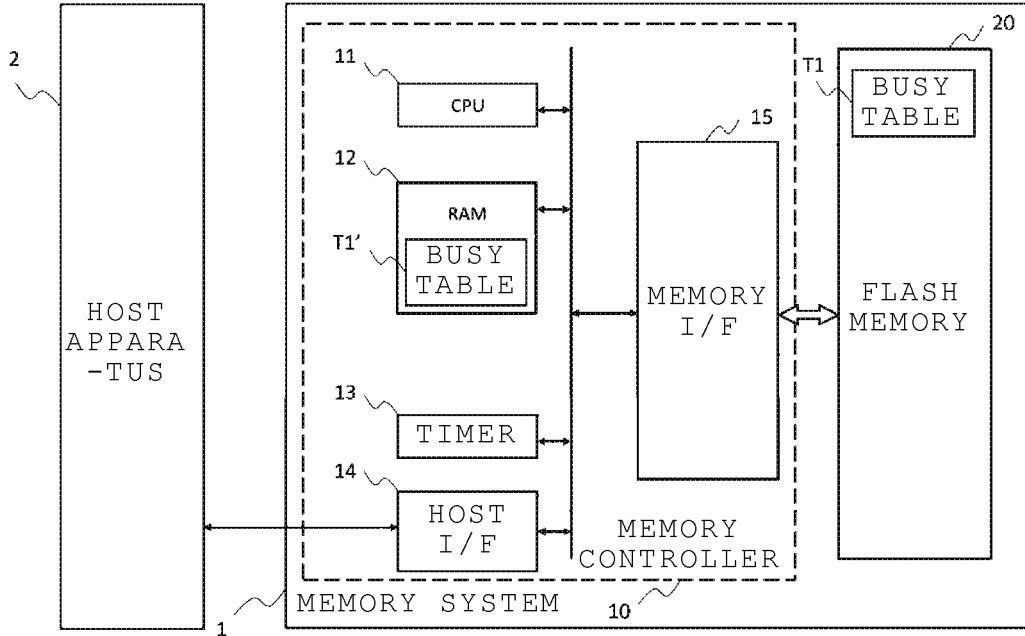 20
2
11
T1
BUSY
TABLE
CPU
15
12
RAM
T1’
BUSY
TABLE
HOST
APPARA
-TUS
MEMORY
I/F
FLASH
MEMORY
13
TIMER
14
HOST
I/F
MEMORY
CONTROLLER
MEMORY SYSTEM
1
10